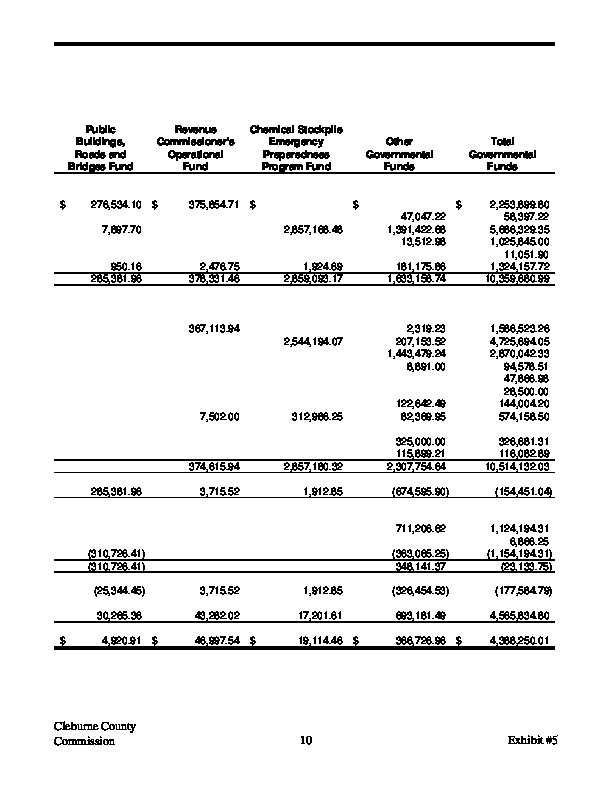 Public Revenue Chemical Stockpile
Buildings, Commissioner's Emergency Other Total
Roads and Operational Preparedness Governmental Governmental
Bridges Fund Fund Program Fund Funds Funds
$ 276,534.10 $ 375,854.71 $ $ $ 2,253,899.80
47,047.22 58,397.22
7,897.70 2,857,168.48 1,391,422.68 5,686,329.35
13,512.98 1,025,845.00
11,051.90
950.16 2,476.75 1,924.69 181,175.86 1,324,157.72
285,381.96 378,331.46 2,859,093.17 1,633,158.74 10,359,680.99
367,113.94 2,319.23 1,586,523.26
2,544,194.07 207,153.52 4,725,694.05
1,443,479.24 2,870,042.33
8,891.00 94,578.51
47,866.98
28,500.00
122,642.49 144,004.20
7,502.00 312,986.25 82,369.95 574,158.50
325,000.00 326,681.31
115,899.21 116,082.89
374,615.94 2,857,180.32 2,307,754.64 10,514,132.03
285,381.96 3,715.52 1,912.85 (674,595.90) (154,451.04)
711,206.62 1,124,194.31
6,866.25
(310,726.41) (363,065.25) (1,154,194.31)
(310,726.41) 348,141.37 (23,133.75)
(25,344.45) 3,715.52 1,912.85 (326,454.53) (177,584.79)
30,265.36 43,282.02 17,201.61 693,181.49 4,565,834.80
$ 4,920.91 $ 46,997.54 $ 19,114.46 $ 366,726.96 $ 4,388,250.01
Cleburne County
Commission 10 Exhibit #5